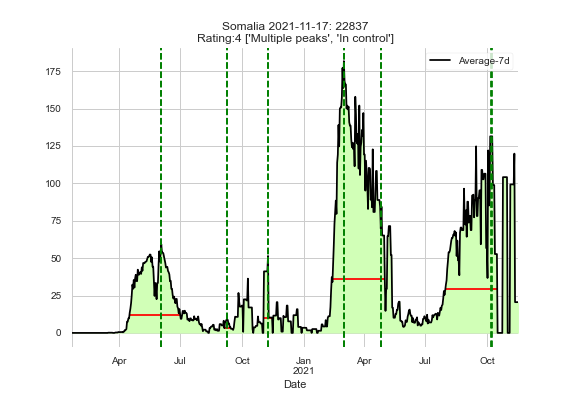 Somalia 2021-11-17: 22837
Rating:4 ['Multiple peaks', 'In control']
Average-7d
175
150
125
100
75
50
25
0
Apr Jul Oct Jan Apr Jul Oct
2021
Date